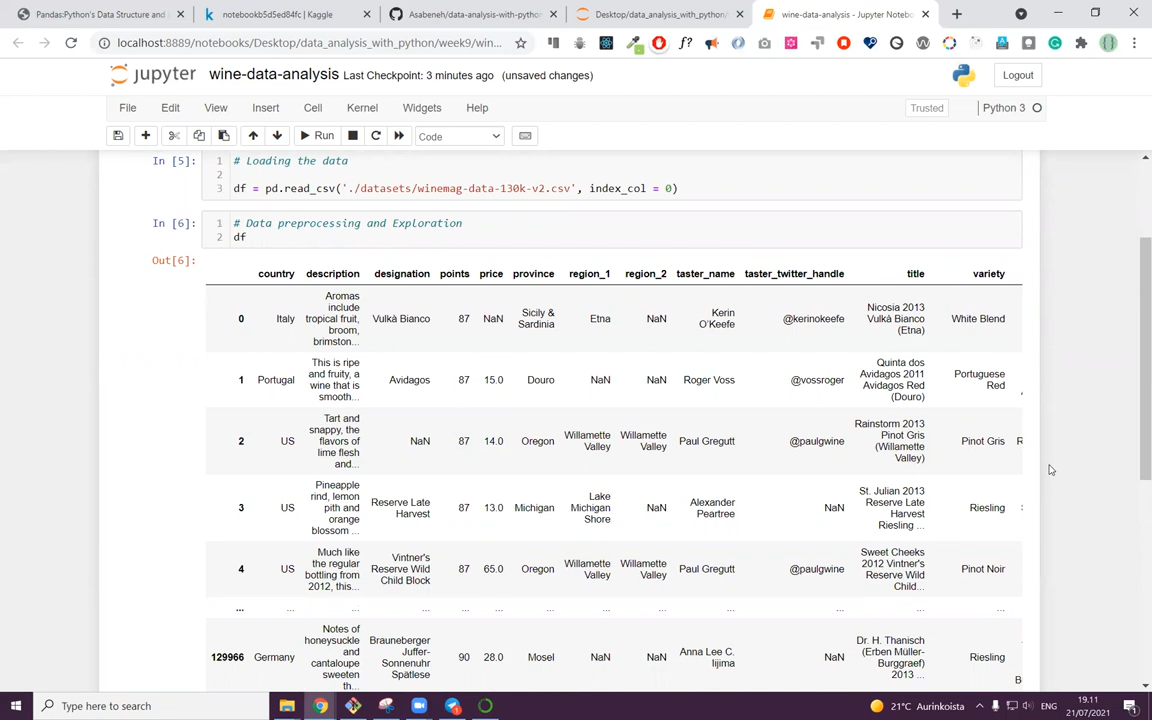 Pandas:Python's Data Structure and
notebookb5d5ed84fc | Kaggle
Asabeneh/data-analysis-with-python
Desktop/data_analysis_with_python/
wine-data-analysis - Jupyter Notebo
localhost:8889/notebooks/Desktop/data_analysis_with_python/week9/win...
f?
jupyter wine-data-analysis Last Checkpoint: 3 minutes ago (unsaved changes)
Logout
File Edit View Insert Cell Kernel Widgets Help
Trusted
Python 3
Run
Code
In [5]:
1 # Loading the data
2
3 df = pd.read_csv('./datasets/winemag-data-130k-v2.csv', index_col = 0)
In [6]:
1 # Data preprocessing and Exploration
2 df
Out[6]:
country description designation points price province region_1 region_2 taster_name taster_twitter_handle title variety
0 Italy Aromas include tropical fruit, broom, brimston... Vulkà Bianco 87 NaN Sicily & Sardinia Etna NaN Kerin O'Keefe @kerinokeefe Nicosia 2013 Vulkà Bianco (Etna) White Blend
1 Portugal This is ripe and fruity, a wine that is smooth... Avidagos 87 15.0 Douro NaN NaN Roger Voss @vossroger Quinta dos Avidagos 2011 Avidagos Red (Douro) Portuguese Red
2 US Tart and snappy, the flavors of lime flesh and... NaN 87 14.0 Oregon Willamette Valley Willamette Valley Paul Gregutt @paulgwine Rainstorm 2013 Pinot Gris (Willamette Valley) Pinot Gris
3 US Pineapple rind, lemon pith and orange blossom ... Reserve Late Harvest 87 13.0 Michigan Lake Michigan Shore NaN Alexander Peartree NaN St. Julian 2013 Reserve Late Harvest Riesling ... Riesling
4 US Much like the regular bottling from 2012, this... Vintner's Reserve Wild Child Block 87 65.0 Oregon Willamette Valley Willamette Valley Paul Gregutt @paulgwine Sweet Cheeks 2012 Vintner's Reserve Wild Child... Pinot Noir
... ... ... ... ... ... ... ... ... ... ... ... ...
129966 Germany Notes of honeysuckle and cantaloupe sweeten th... Brauneberger Juffer-Sonnenuhr Spätlese 90 28.0 Mosel NaN NaN Anna Lee C. Iijima NaN Dr. H. Thanisch (Erben Müller-Burggraef) 2013 ... Riesling
Type here to search
21°C Aurinkoista
ENG
19.11
21/07/2021